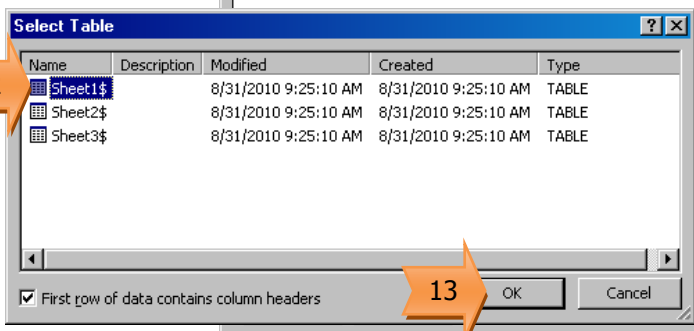 Select Table
Name Description Modified Created Type
Sheet1$ 8/31/2010 9:25:10 AM 8/31/2010 9:25:10 AM TABLE
Sheet2$ 8/31/2010 9:25:10 AM 8/31/2010 9:25:10 AM TABLE
Sheet3$ 8/31/2010 9:25:10 AM 8/31/2010 9:25:10 AM TABLE
First row of data contains column headers 13 OK Cancel